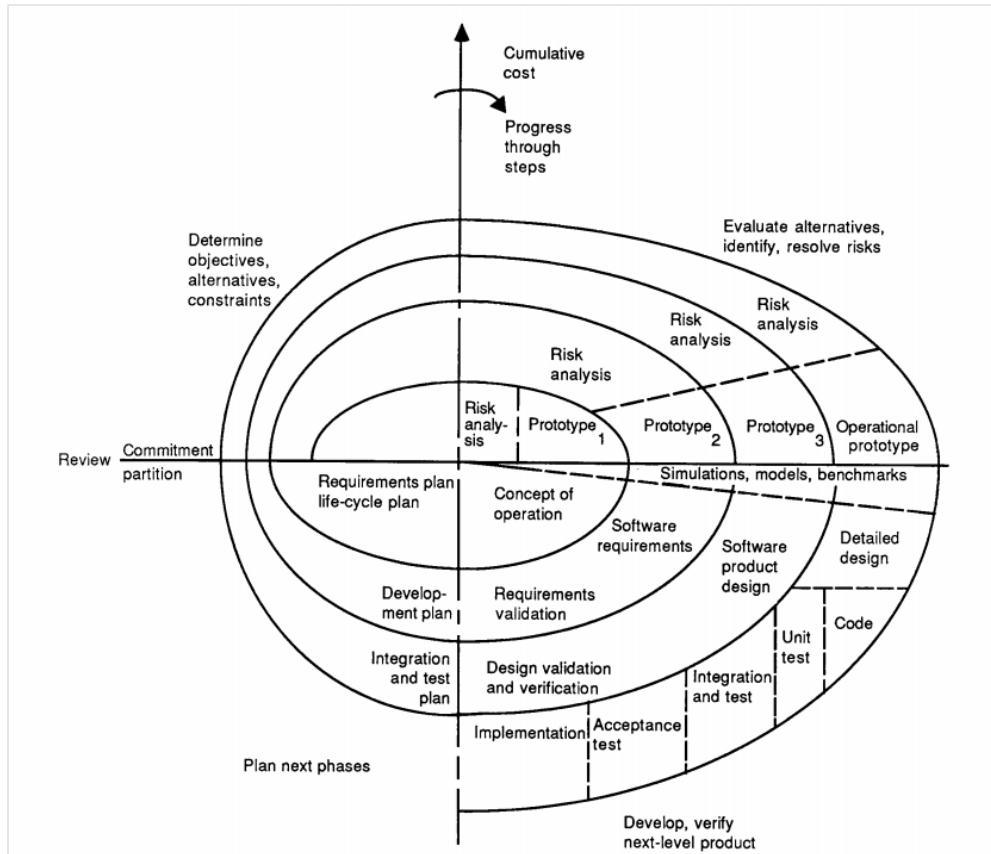 Cumulative
cost
Progress
through
steps
Determine
objectives,
alternatives,
constraints
Evaluate alternatives,
identify, resolve risks
Risk
analysis
Risk
analysis
Risk
analysis
Risk
analy-
sis
Prototype 1
Prototype 2
Prototype 3
Operational
prototype
Review
Commitment
partition
Simulations, models, benchmarks
Requirements plan
life-cycle plan
Concept of
operation
Software
requirements
Software
product
design
Detailed
design
Develop-
ment plan
Requirements
validation
Code
Unit
test
Integration
and test
plan
Design validation
and verification
Integration
and test
Acceptance
test
Implementation
Plan next phases
Develop, verify
next-level product